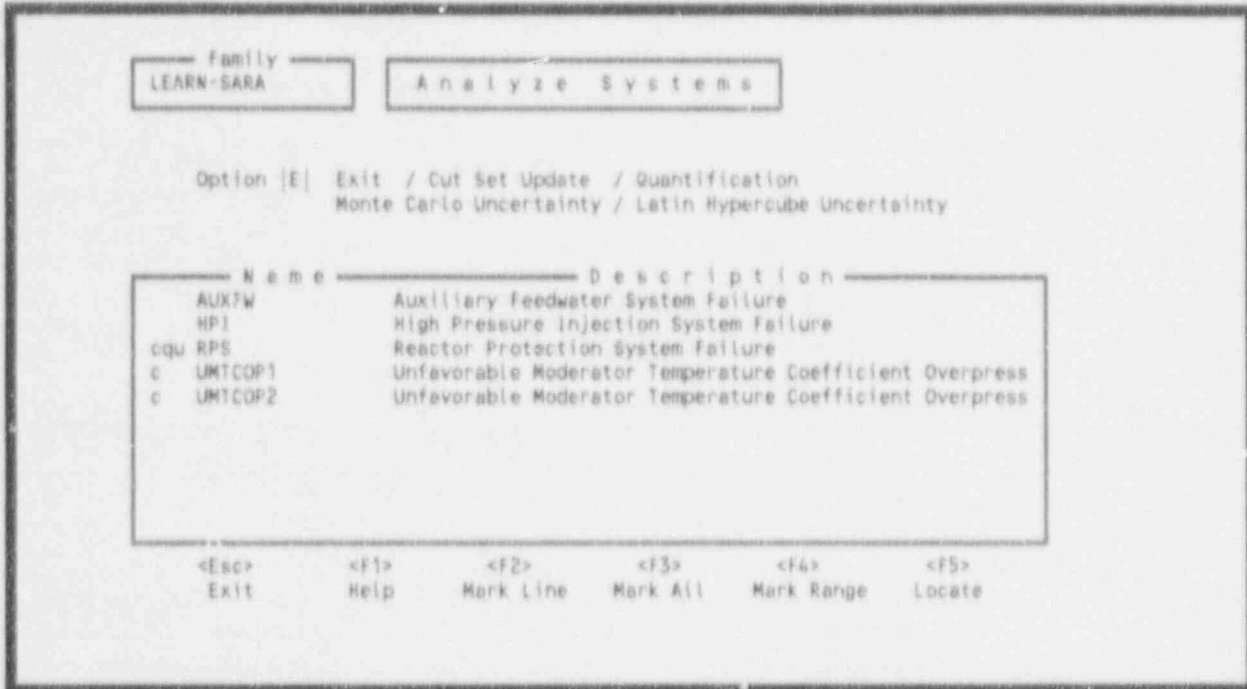 Family
LEARN-SARA
Analyze Systems
Option |E| Exit / Cut Set Update / Quantification
Monte Carlo Uncertainty / Latin Hypercube Uncertainty
Name Description
AUX?W Auxiliary Feedwater System Failure
HPI High Pressure Injection System Failure
cqu RPS Reactor Protection System Failure
c UMTCOP1 Unfavorable Moderator Temperature Coefficient Overpress
c UMTCOP2 Unfavorable Moderator Temperature Coefficient Overpress
<Esc> <F1> <F2> <F3> <F4> <F5>
Exit Help Mark Line Mark All Mark Range Locate